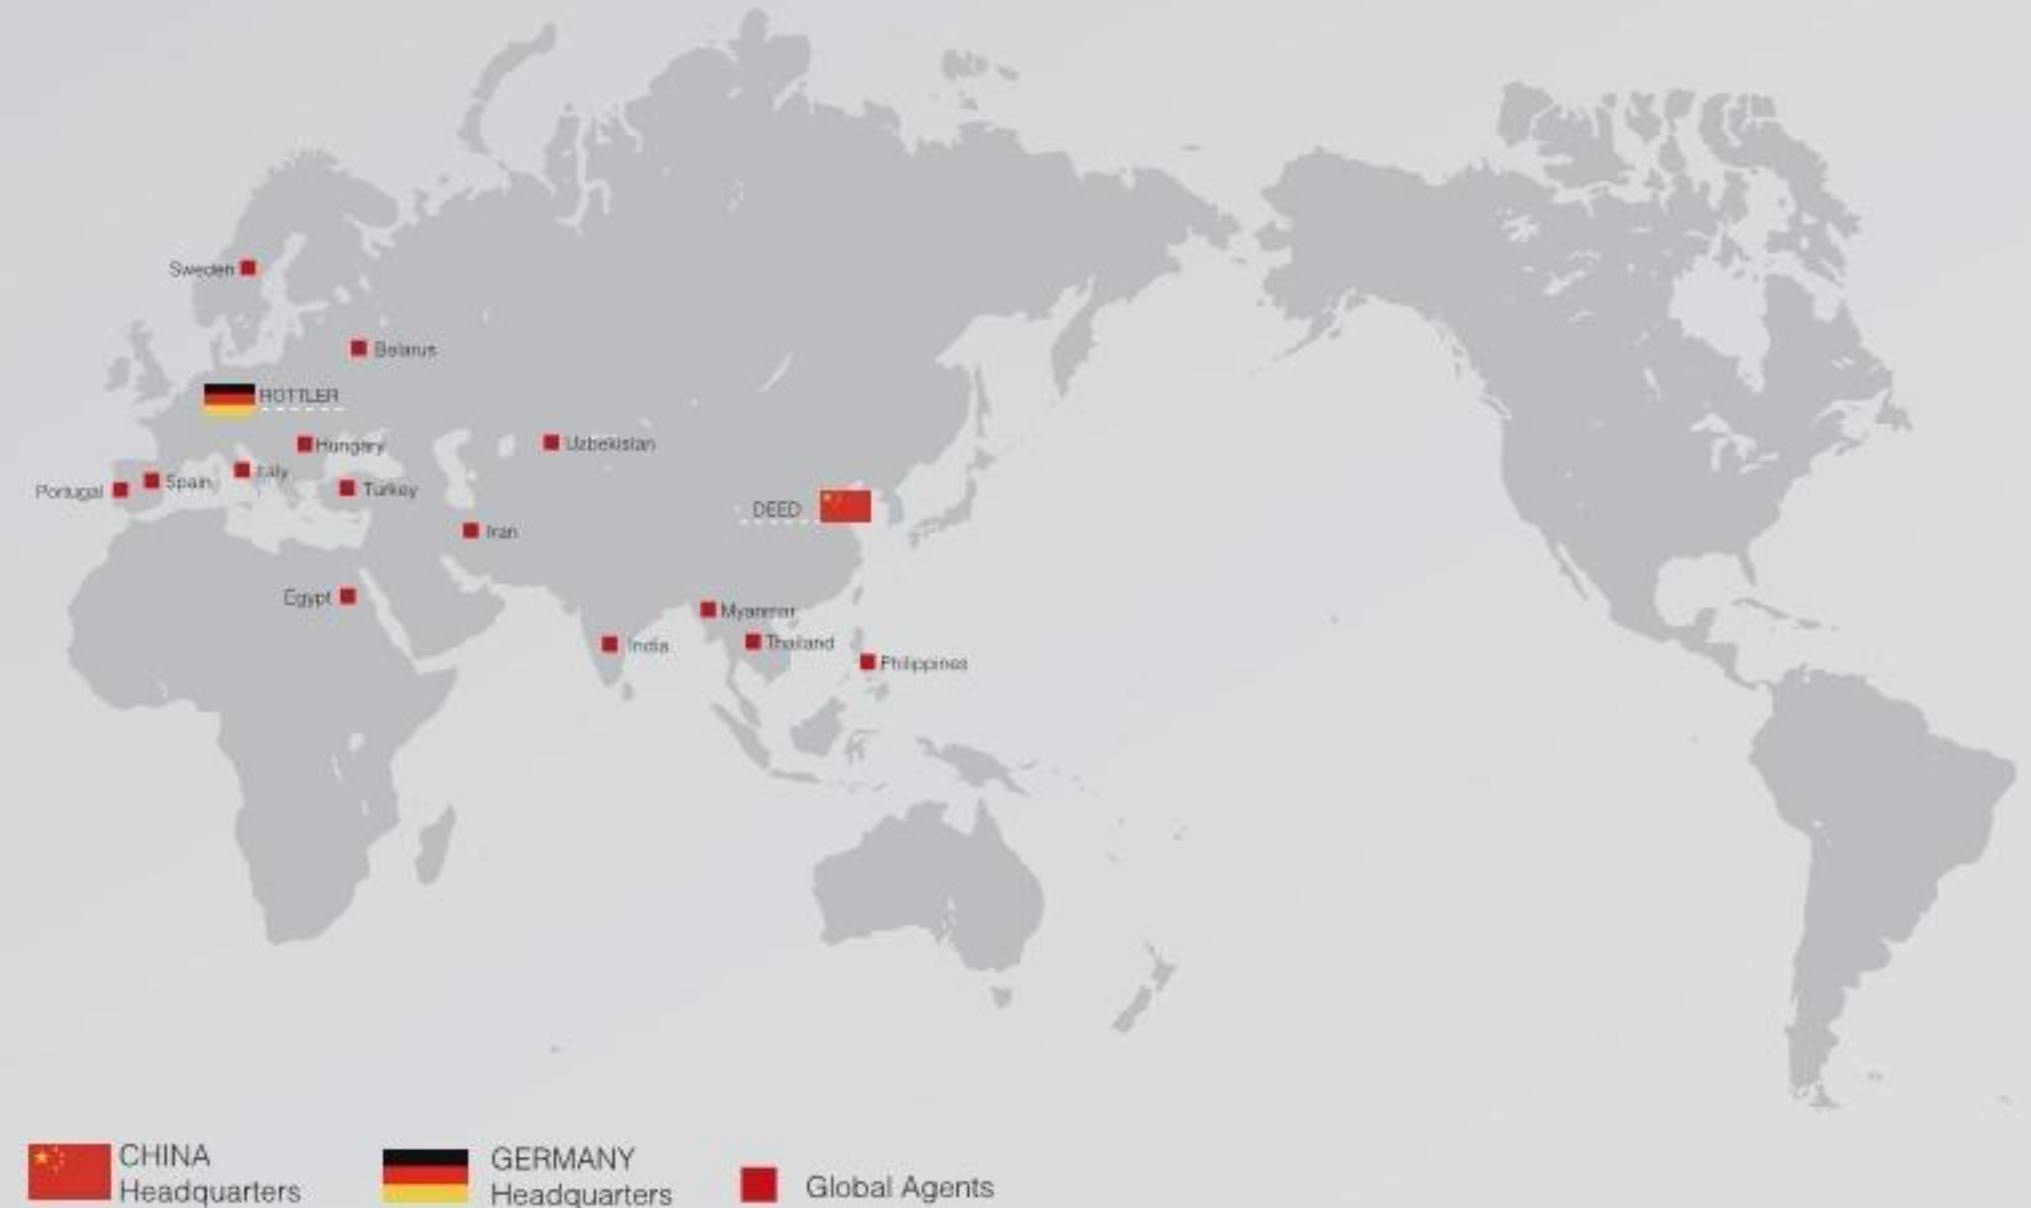 Sweden
Belarus
ROTTLER
Hungary
Uzbekistan
Italy
Spain
Portugal
Turkey
DEED
Iran
Egypt
Myanmar
India
Thailand
Philippines
CHINA
Headquarters
GERMANY
Headquarters
Global Agents